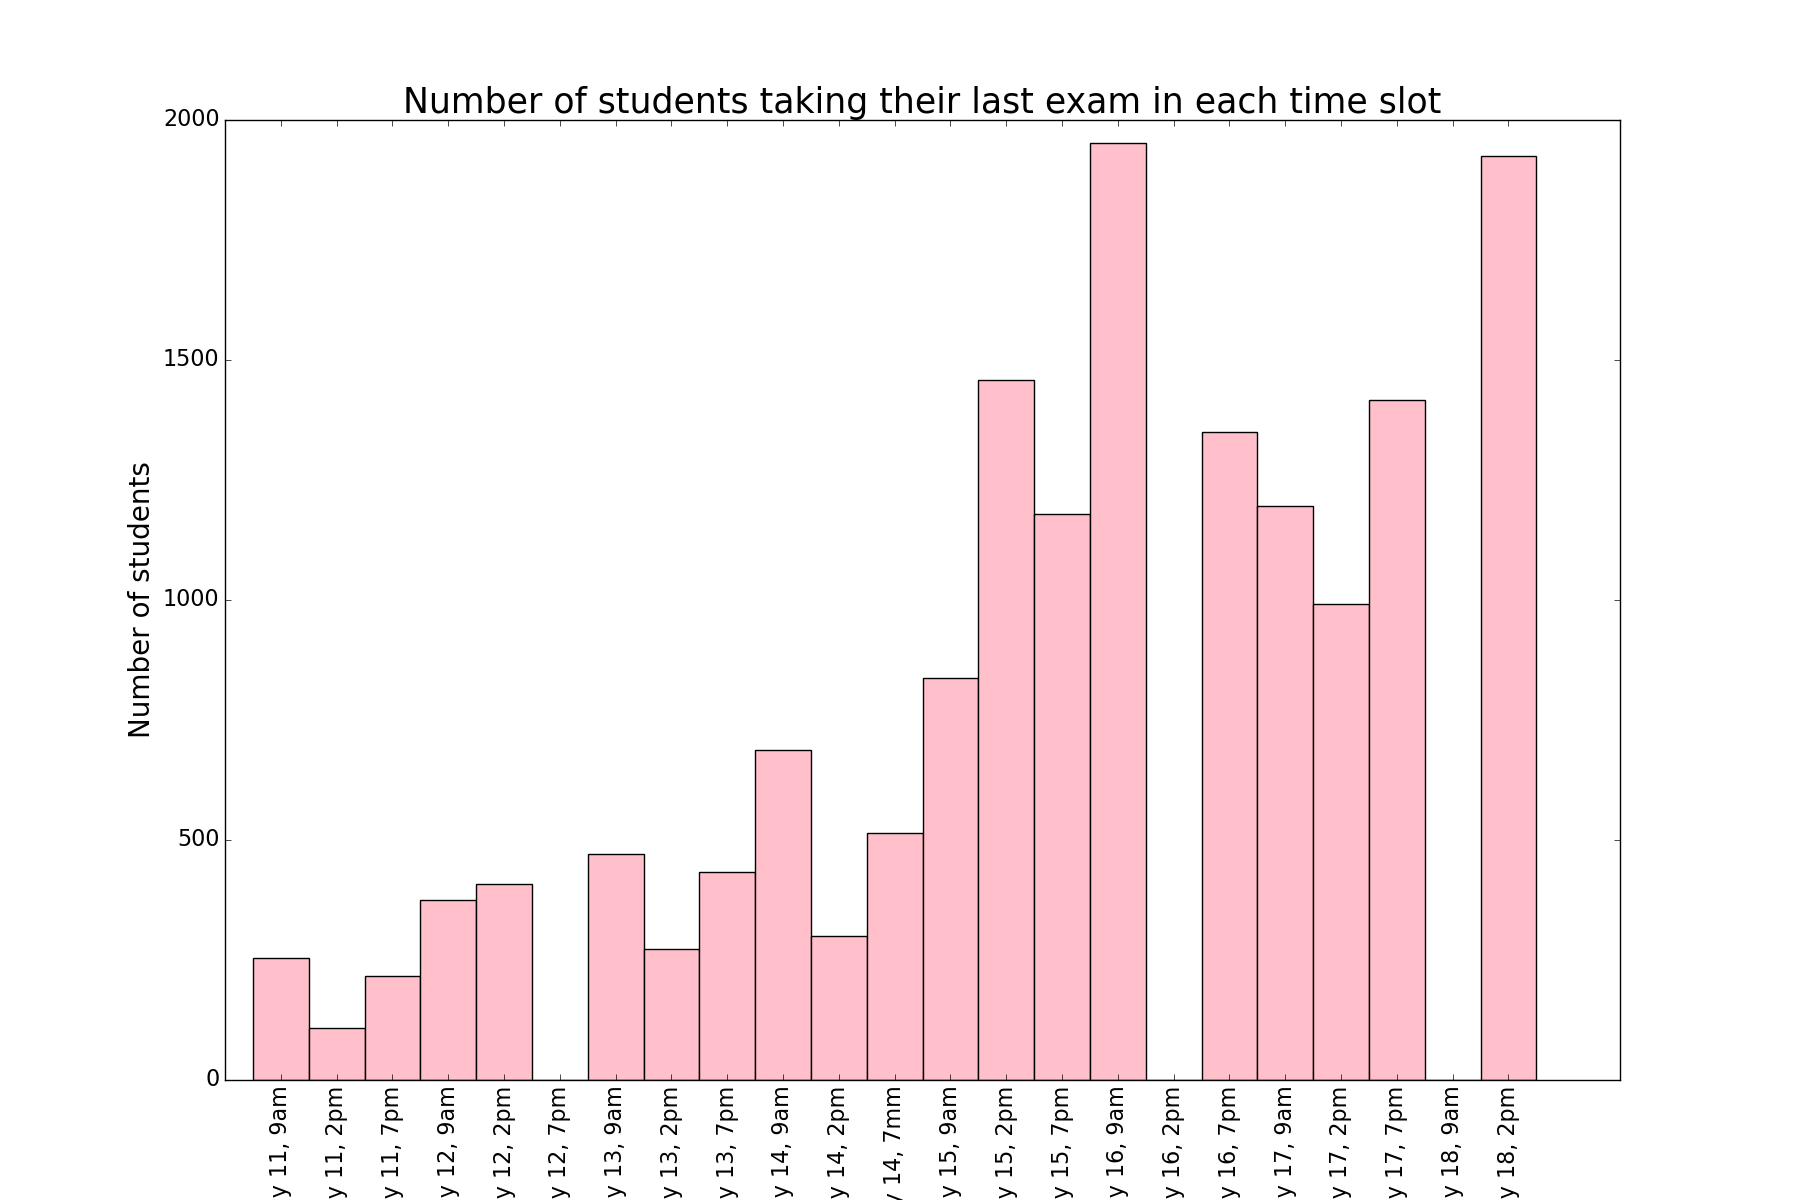 Number of students taking their last exam in each time slot
Number of students
2000
1500
1000
500
0
y 11, 9am
y 11, 2pm
y 11, 7pm
y 12, 9am
y 12, 2pm
y 12, 7pm
y 13, 9am
y 13, 2pm
y 13, 7pm
y 14, 9am
y 14, 2pm
y 14, 7mm
y 15, 9am
y 15, 2pm
y 15, 7pm
y 16, 9am
y 16, 2pm
y 16, 7pm
y 17, 9am
y 17, 2pm
y 17, 7pm
y 18, 9am
y 18, 2pm